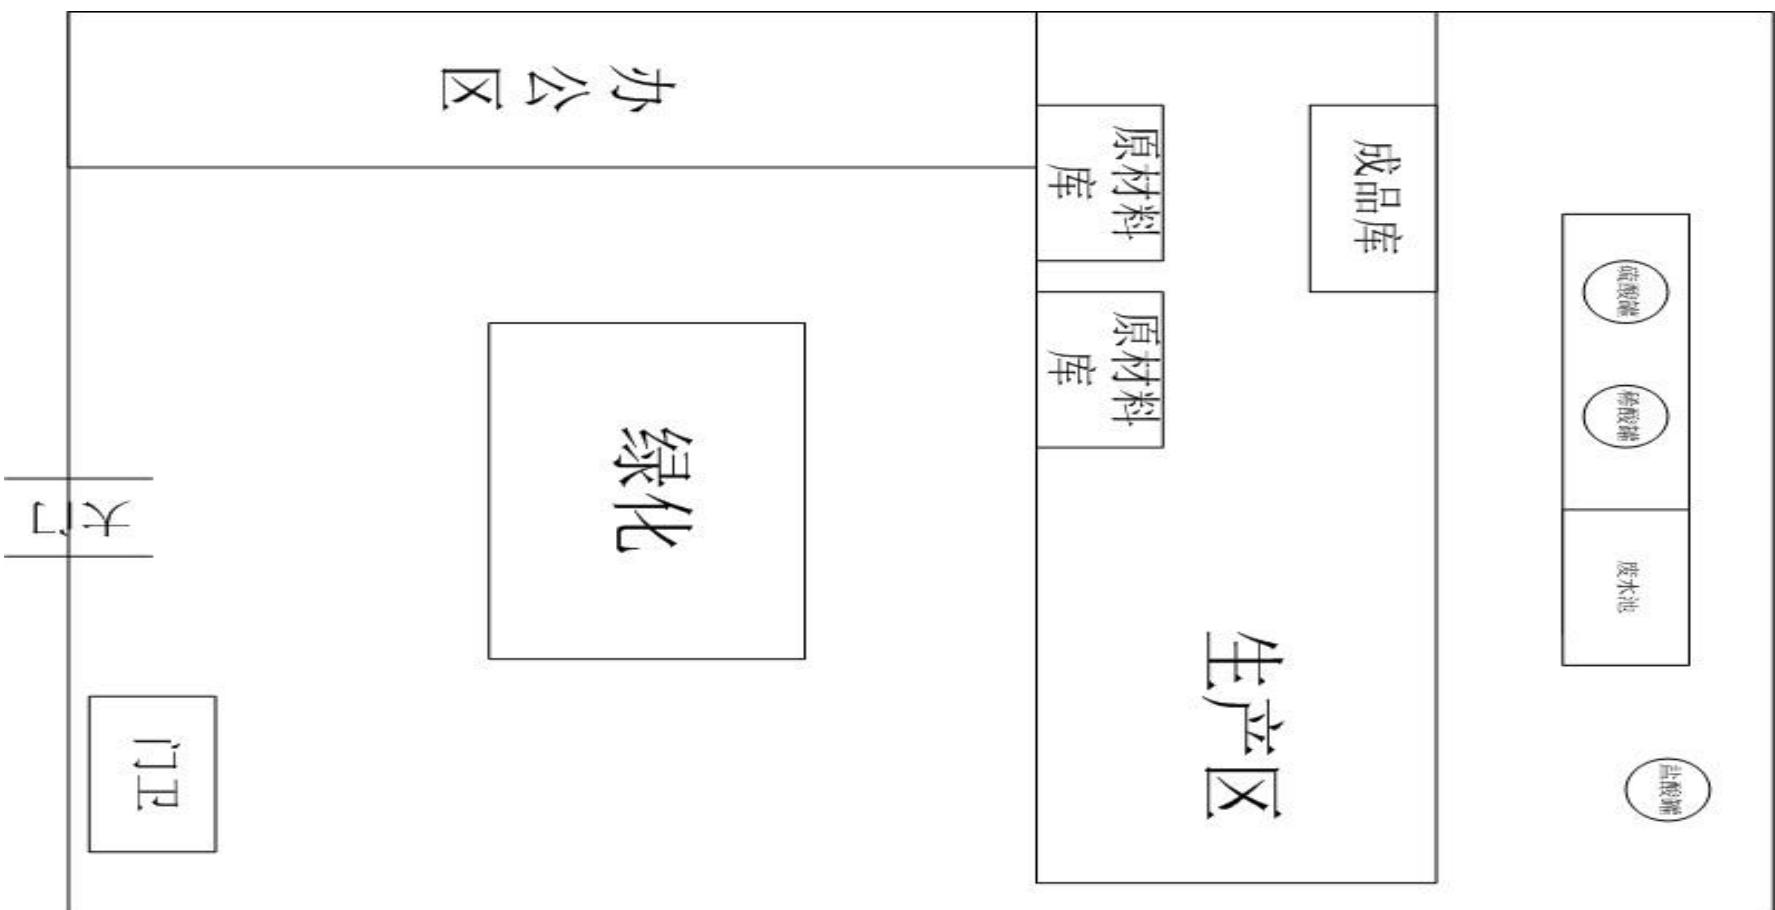 办公区
原材料
库
成品库
硫酸罐
原材料
库
稀酸罐
绿化
大门
废水池
生产区
门卫
盐酸罐